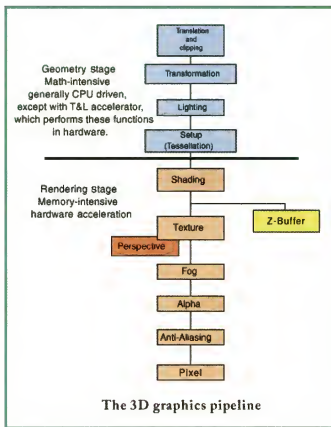 Translation
and
clipping
Geometry stage
Math-intensive
generally CPU driven,
except with T&L accelerator,
which performs these functions
in hardware.
Transformation
Lighting
Setup
(Tessellation)
Rendering stage
Memory-intensive
hardware acceleration
Shading
Z-Buffer
Texture
Perspective
Fog
Alpha
Anti-Aliasing
Pixel
The 3D graphics pipeline